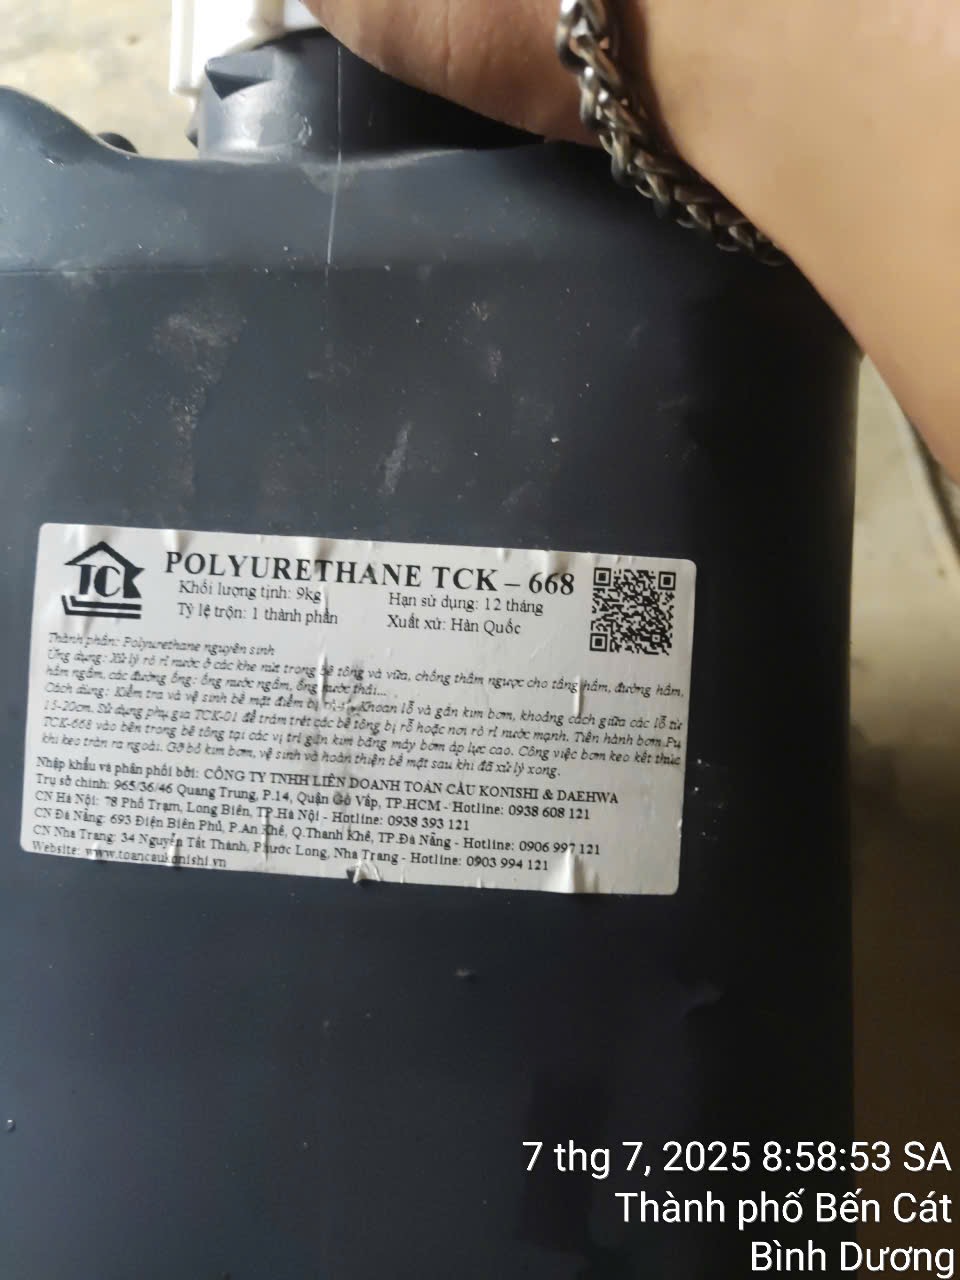 TCK
POLYURETHANE TCK – 668
Khối lượng tịnh: 9kg
Hạn sử dụng: 12 tháng
Tỷ lệ trộn: 1 thành phần
Xuất xứ: Hàn Quốc
Thành phần: Polyurethane nguyên sinh
Ứng dụng: Xử lý rò rỉ nước ở các khe nứt trong bê tông và vữa, chống thấm ngược cho tầng hầm, đường hầm,
hầm ngầm, các đường ống: ống nước ngầm, ống nước thải...
Cách dùng: Kiểm tra và vệ sinh bề mặt điểm bị Khoan lỗ và gắn kim bơm, khoảng cách giữa các lỗ từ
15-20cm. Sử dụng phụ gia TCK-01 để trám trét các bê tông bị rỗ hoặc nơi rò rỉ nước mạnh. Tiến hành bơm Pu
TCK-668 vào bên trong bê tông tại các vị trí gắn kim bằng máy bơm áp lực cao. Công việc bơm keo kết thúc
khi keo tràn ra ngoài. Gỡ bỏ kim bơm, vệ sinh và hoàn thiện bề mặt sau khi đã xử lý xong.
Nhập khẩu và phân phối bởi: CÔNG TY TNHH LIÊN DOANH TOÀN CẦU KONISHI & DAEHWA
Trụ sở chính: 965/36/46 Quang Trung, P.14, Quận Gò Vấp, TP.HCM - Hotline: 0938 608 121
CN Hà Nội: 78 Phố Trạm, Long Biên, TP.Hà Nội - Hotline: 0938 393 121
CN Đà Nẵng: 693 Điện Biên Phủ, P.An Khê, Q.Thanh Khê, TP.Đà Nẵng - Hotline: 0906 997 121
CN Nha Trang: 34 Nguyễn Tất Thành, Phước Long, Nha Trang - Hotline: 0903 994 121
Website: www.toancaukonishi.vn
7 thg 7, 2025 8:58:53 SA
Thành phố Bến Cát
Bình Dương